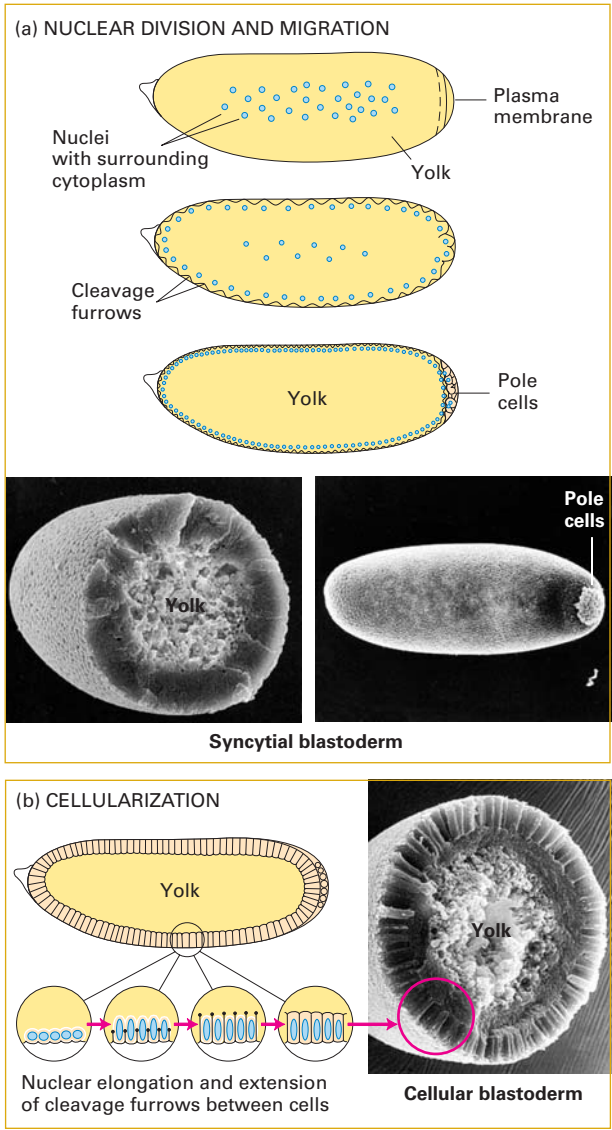 (a) NUCLEAR DIVISION AND MIGRATION
Plasma
membrane
Nuclei
with surrounding
cytoplasm
Yolk
Cleavage
furrows
Yolk
Pole
cells
Yolk
Pole
cells
Syncytial blastoderm
(b) CELLULARIZATION
Yolk
Yolk
Nuclear elongation and extension
of cleavage furrows between cells
Cellular blastoderm